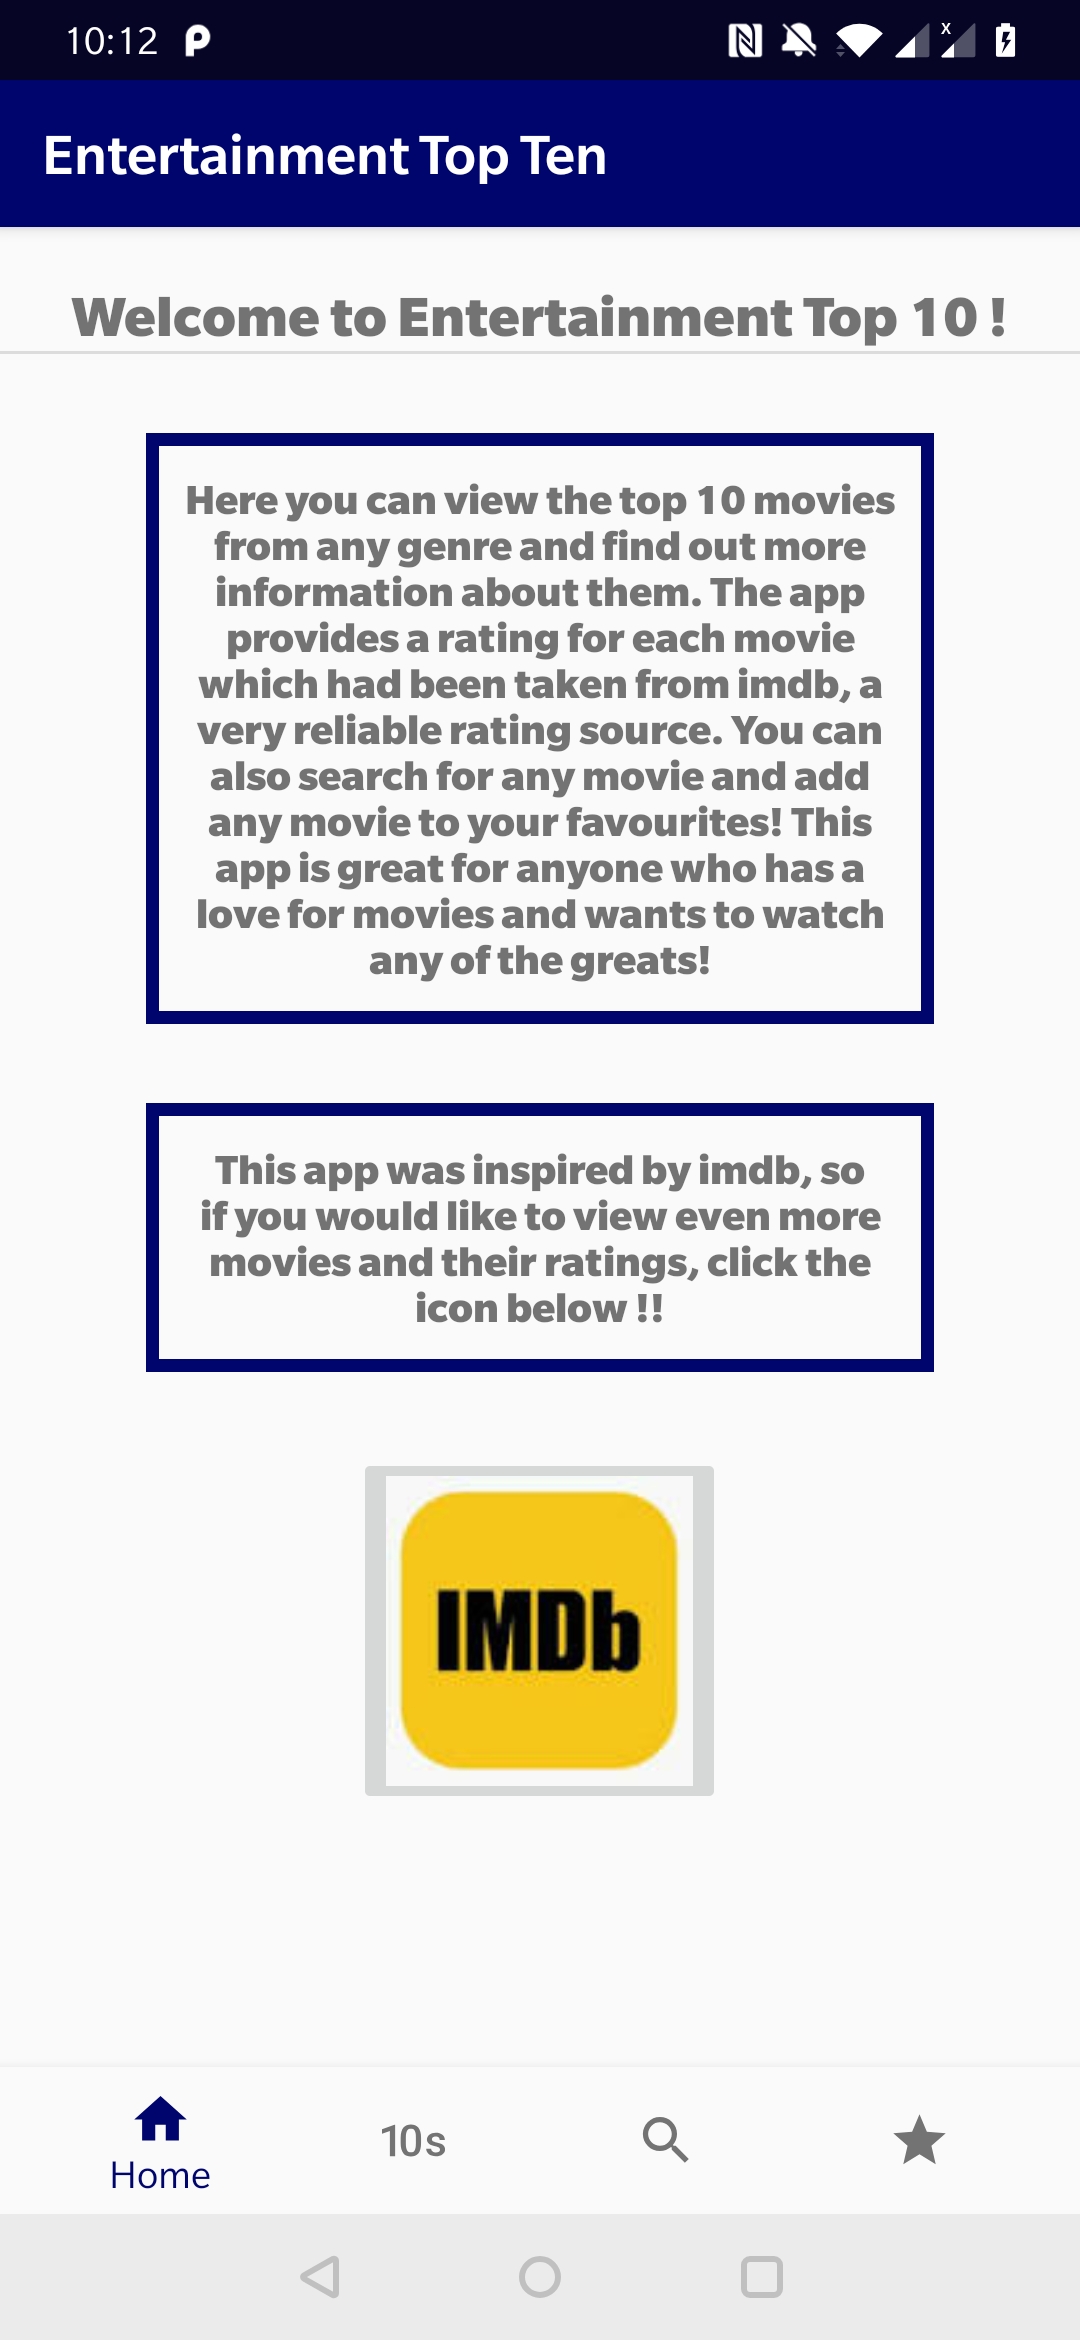 10:12
x
Entertainment Top Ten
Welcome to Entertainment Top 10 !
Here you can view the top 10 movies
from any genre and find out more
information about them. The app
provides a rating for each movie
which had been taken from imdb, a
very reliable rating source. You can
also search for any movie and add
any movie to your favourites! This
app is great for anyone who has a
love for movies and wants to watch
any of the greats!
This app was inspired by imdb, so
if you would like to view even more
movies and their ratings, click the
icon below !!
IMDb
10s
Home